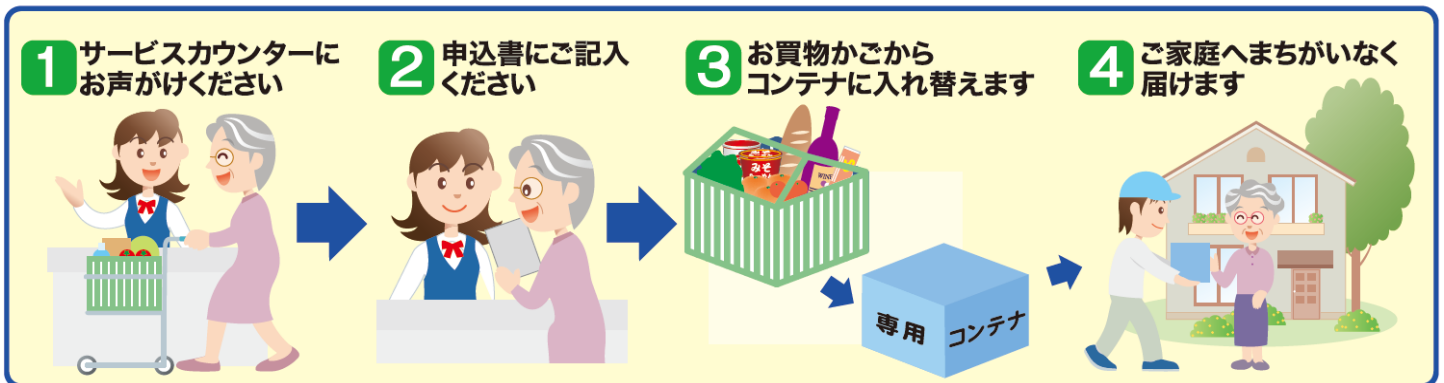 1
サービスカウンターに
お声がけください
2
申込書にご記入
ください
3
お買物かごから
コンテナに入れ替えます
みそ
WINE
専用
コンテナ
4
ご家庭へまちがいなく
届けます